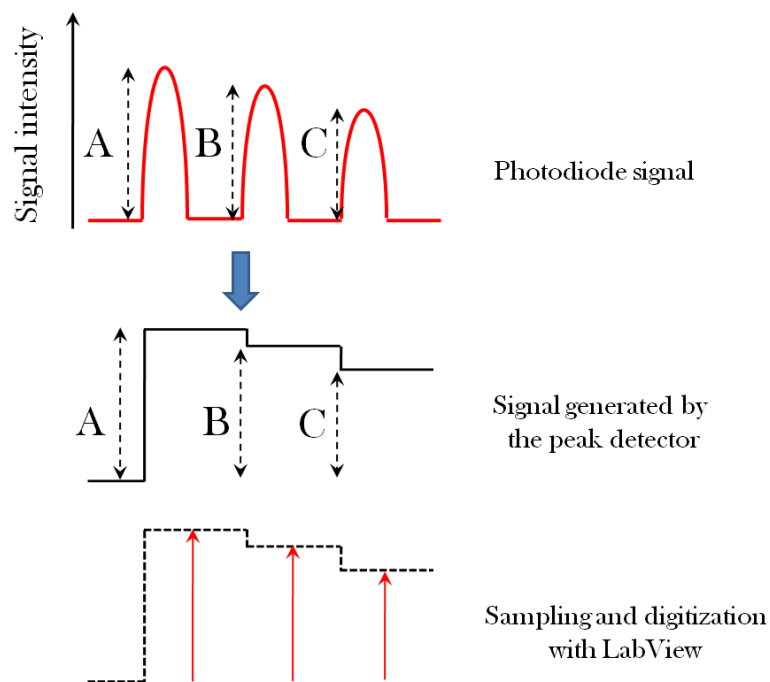 Signal intensity
A
B
C
Photodiode signal
A
B
C
Signal generated by
the peak detector
Sampling and digitization
with LabView